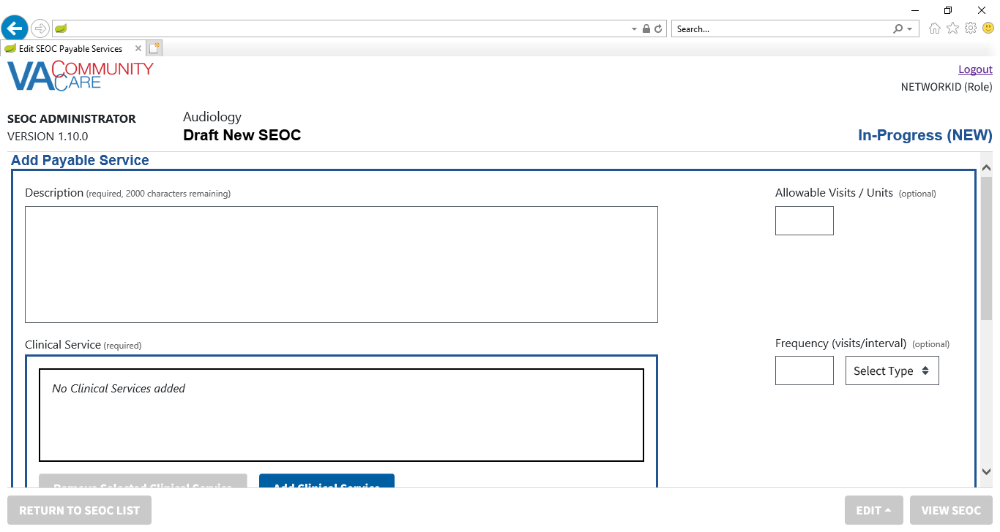 Search...
Edit SEOC Payable Services
VA COMMUNITY CARE
Logout
NETWORKID (Role)
SEOC ADMINISTRATOR
VERSION 1.10.0
Audiology
Draft New SEOC
In-Progress (NEW)
Add Payable Service
Description (required, 2000 characters remaining)
Allowable Visits / Units (optional)
Clinical Service (required)
Frequency (visits/interval) (optional)
Select Type
No Clinical Services added
Remove Selected Clinical Service
Add Clinical Service
RETURN TO SEOC LIST
EDIT
VIEW SEOC